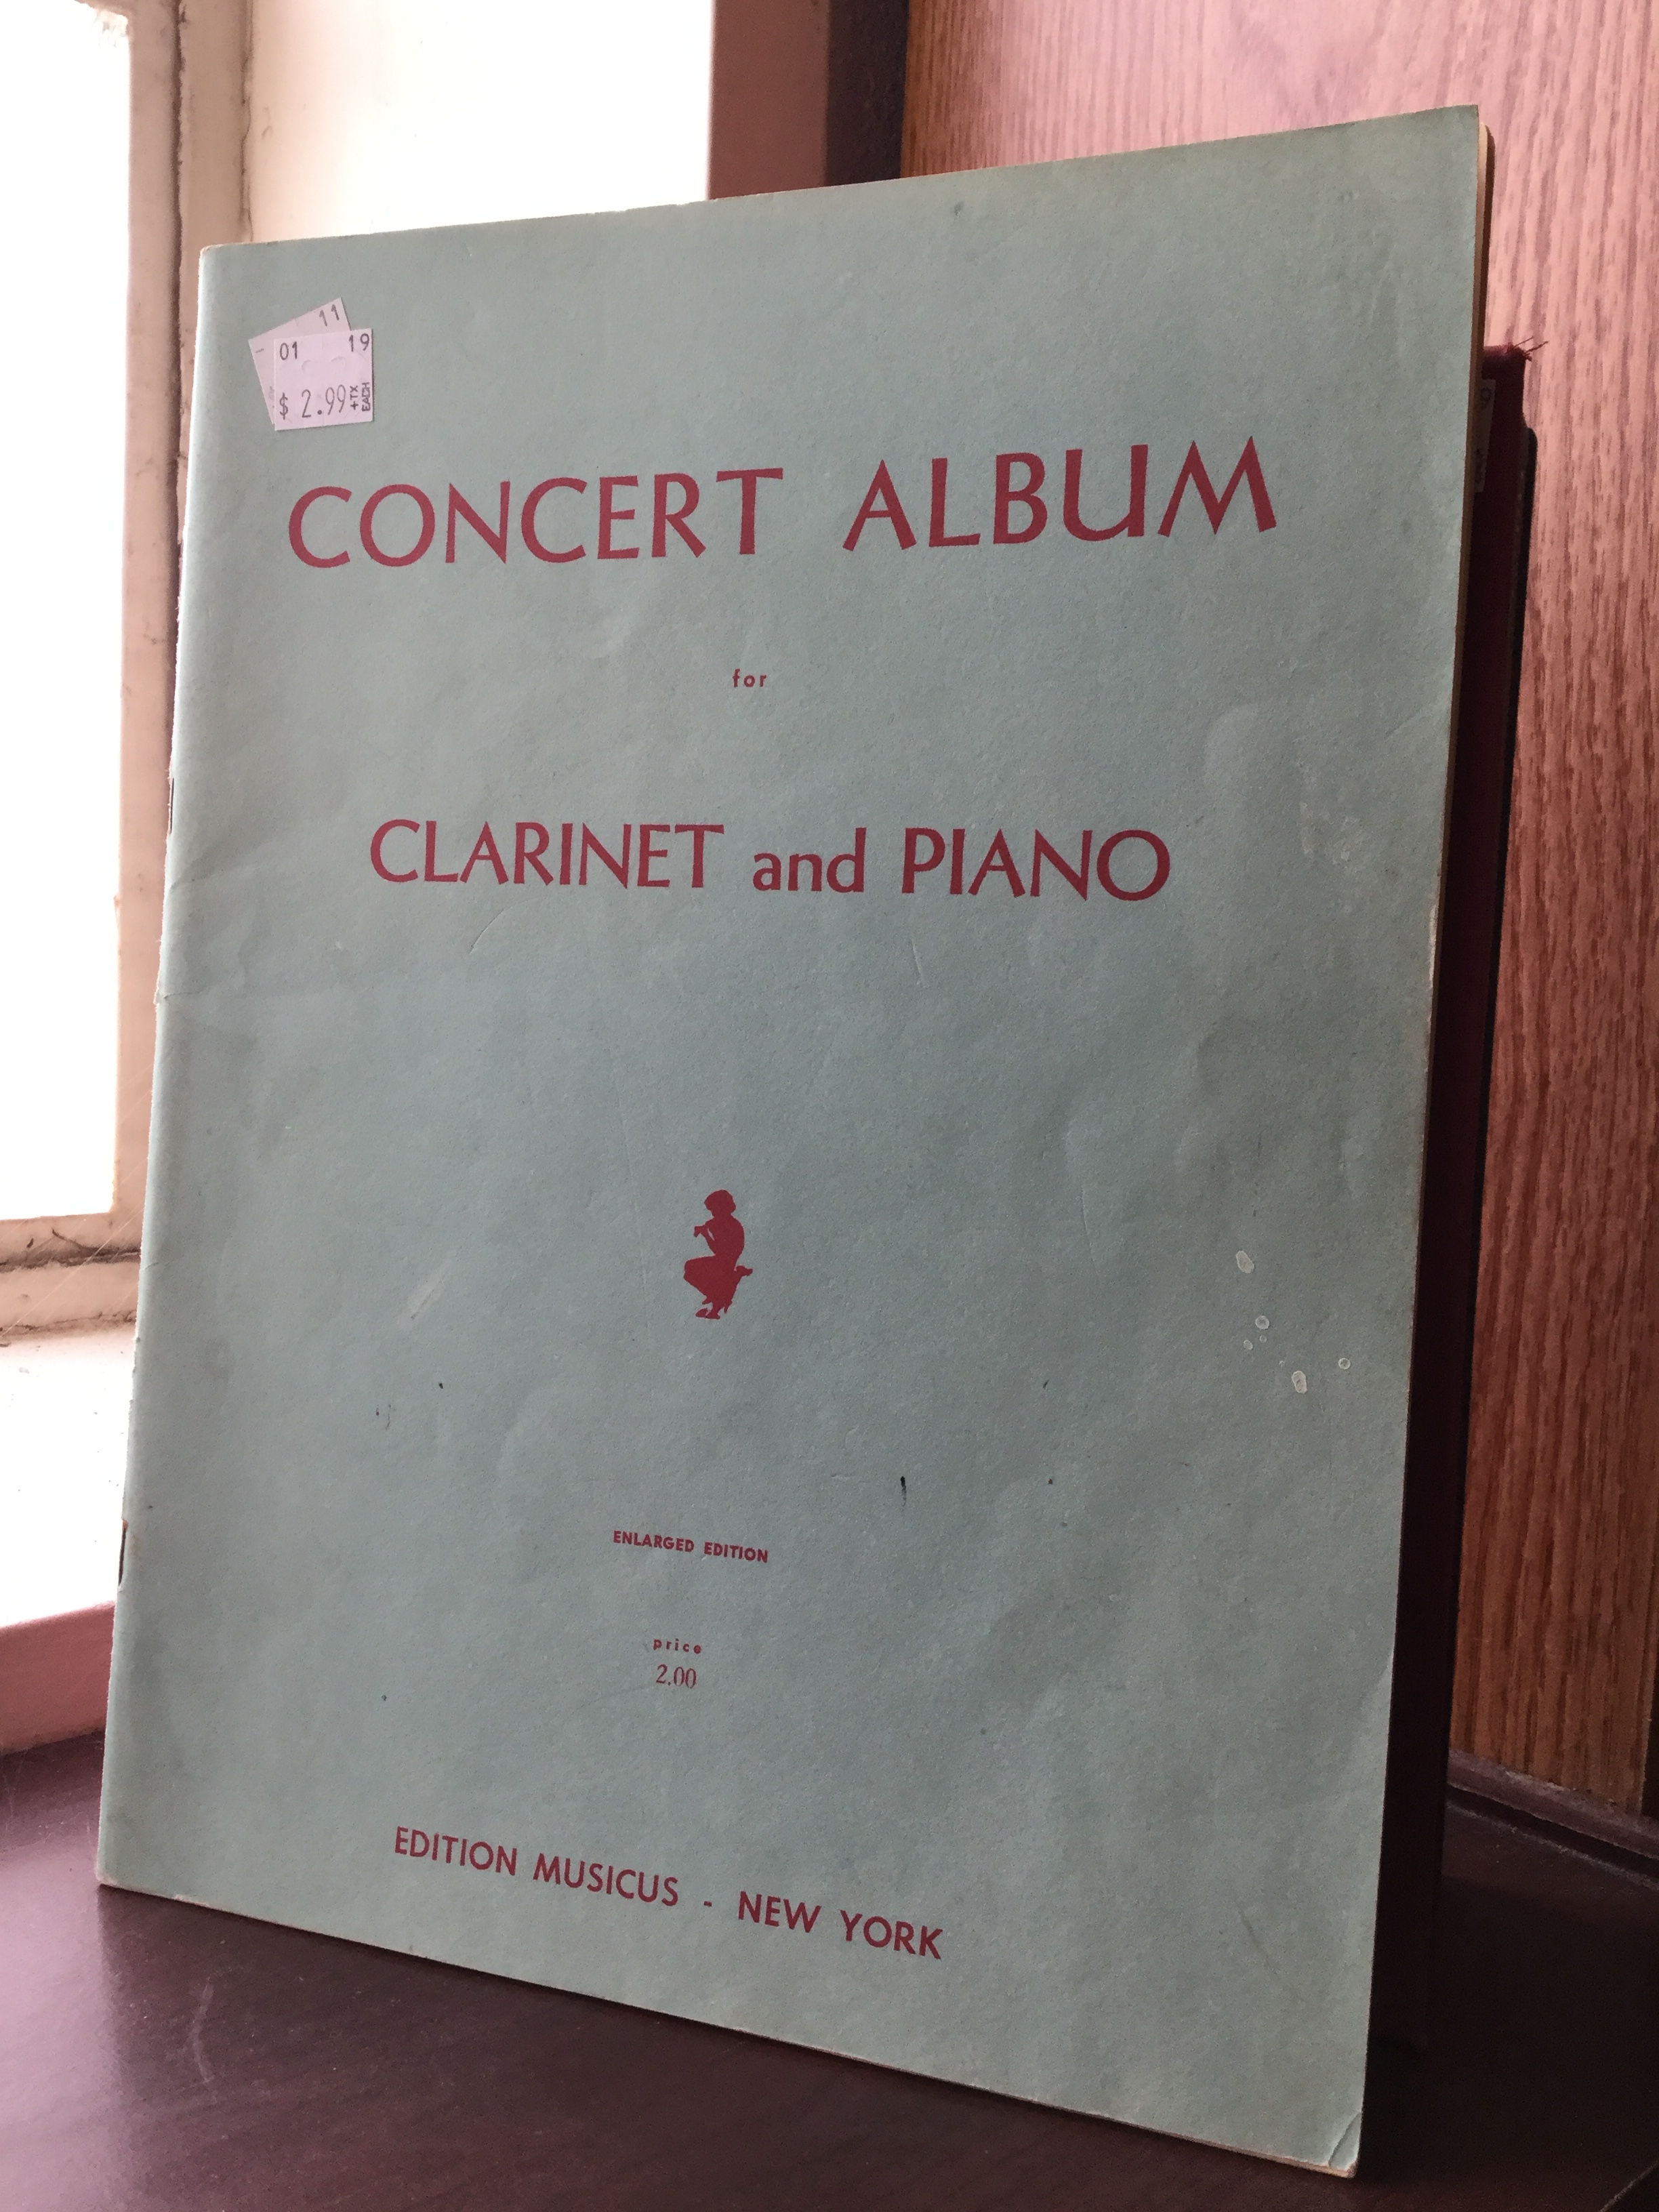 11
01 19
$ 2.99 +TX EACH
CONCERT ALBUM
for
CLARINET and PIANO
ENLARGED EDITION
price
2.00
EDITION MUSICUS - NEW YORK